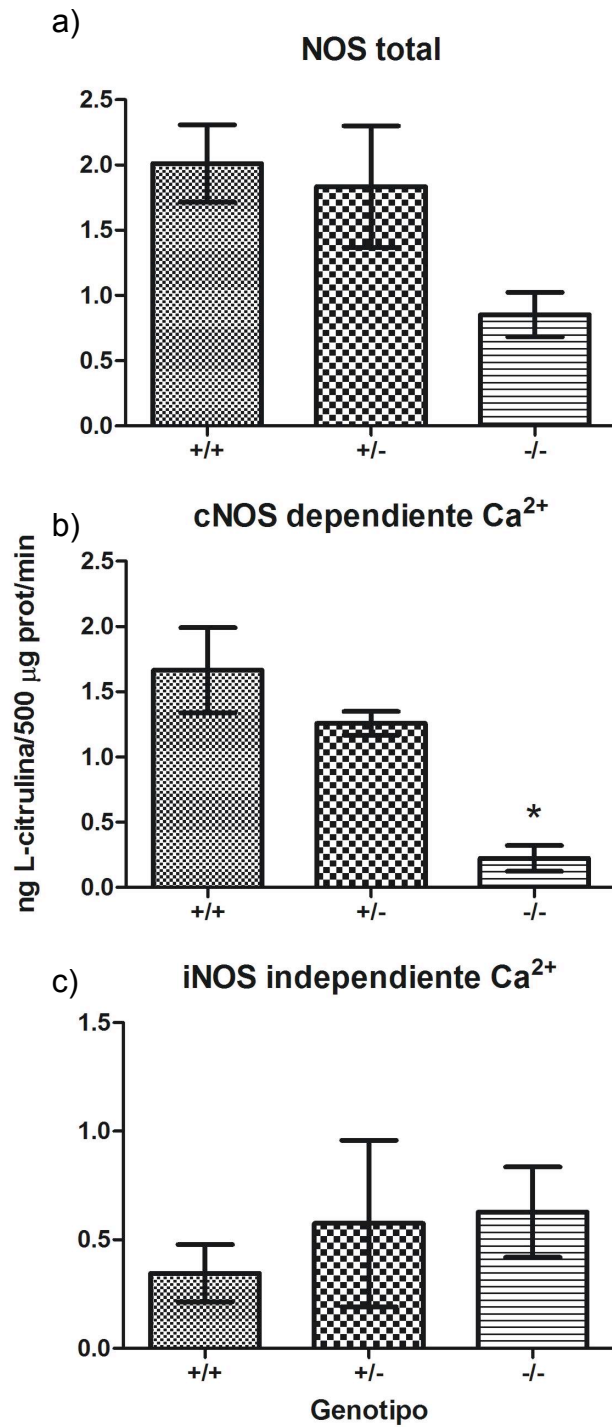 a)
NOS total
2.5
2.0
1.5
1.0
0.5
0.0
+/+ +/- -/-
b)
cNOS dependiente Ca²⁺
ng L-citrulina/500 µg prot/min
2.5
2.0
1.5
1.0
0.5
0.0
*
+/+ +/- -/-
c)
iNOS independiente Ca²⁺
1.5
1.0
0.5
0.0
+/+ +/- -/-
Genotipo